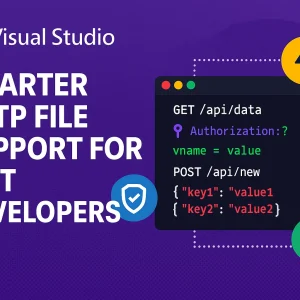 Visual Studio
ARTER
TP FILE
PPORT FOR
T
VELOPERS
GET /api/data
Authorization:?
vname = value
POST /api/new
{"key1": "value1
{"key2": "value2"}